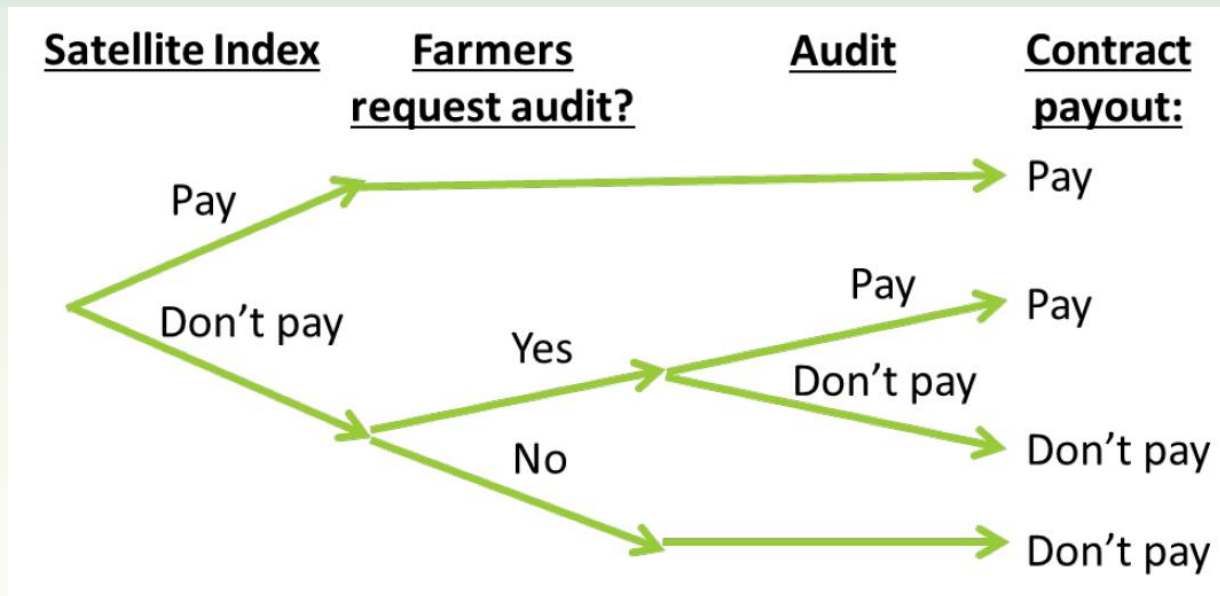 Satellite Index
Farmers
request audit?
Audit
Contract
payout:
Pay
Pay
Pay
Pay
Don’t pay
Yes
Don’t pay
Don’t pay
No
Don’t pay